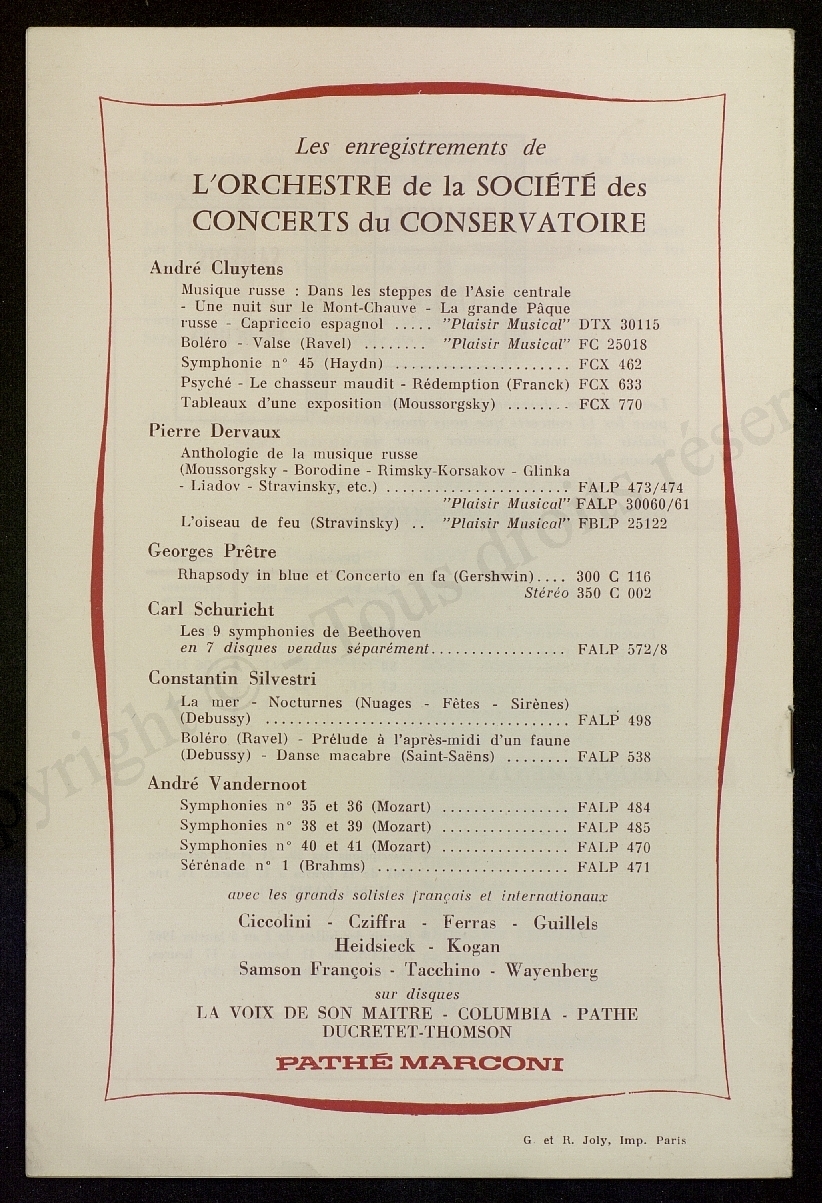 Les enregistrements de
L'ORCHESTRE de la SOCIÉTÉ des
CONCERTS du CONSERVATOIRE
André Cluytens
Musique russe : Dans les steppes de l'Asie centrale
- Une nuit sur le Mont-Chauve - La grande Pâque
russe - Capriccio espagnol ..... "Plaisir Musical" DTX 30115
Boléro - Valse (Ravel) ........ "Plaisir Musical" FC 25018
Symphonie n° 45 (Haydn) ...................... FCX 462
Psyché - Le chasseur maudit - Rédemption (Franck) FCX 633
Tableaux d'une exposition (Moussorgsky) ........ FCX 770
Pierre Dervaux
Anthologie de la musique russe
(Moussorgsky - Borodine - Rimsky-Korsakov - Glinka
- Liadov - Stravinsky, etc.) ....................... FALP 473/474
"Plaisir Musical" FALP 30060/61
L'oiseau de feu (Stravinsky) .. "Plaisir Musical" FBLP 25122
Georges Prêtre
Rhapsody in blue et Concerto en fa (Gershwin).... 300 C 116
Stéréo 350 C 002
Carl Schuricht
Les 9 symphonies de Beethoven
en 7 disques vendus séparément................. FALP 572/8
Constantin Silvestri
La mer - Nocturnes (Nuages - Fêtes - Sirènes)
(Debussy) ...................................... FALP 498
Boléro (Ravel) - Prélude à l'après-midi d'un faune
(Debussy) - Danse macabre (Saint-Saëns) ........ FALP 538
André Vandernoot
Symphonies n° 35 et 36 (Mozart) ................ FALP 484
Symphonies n° 38 et 39 (Mozart) ................ FALP 485
Symphonies n° 40 et 41 (Mozart) ................ FALP 470
Sérénade n° 1 (Brahms) ........................ FALP 471
avec les grands solistes français et internationaux
Ciccolini - Cziffra - Ferras - Guillels
Heidsieck - Kogan
Samson François - Tacchino - Wayenberg
sur disques
LA VOIX DE SON MAITRE - COLUMBIA - PATHE
DUCRETET-THOMSON
PATHÉ MARCONI
G. et R. Joly, Imp. Paris
pyright © - Tous droits réserv